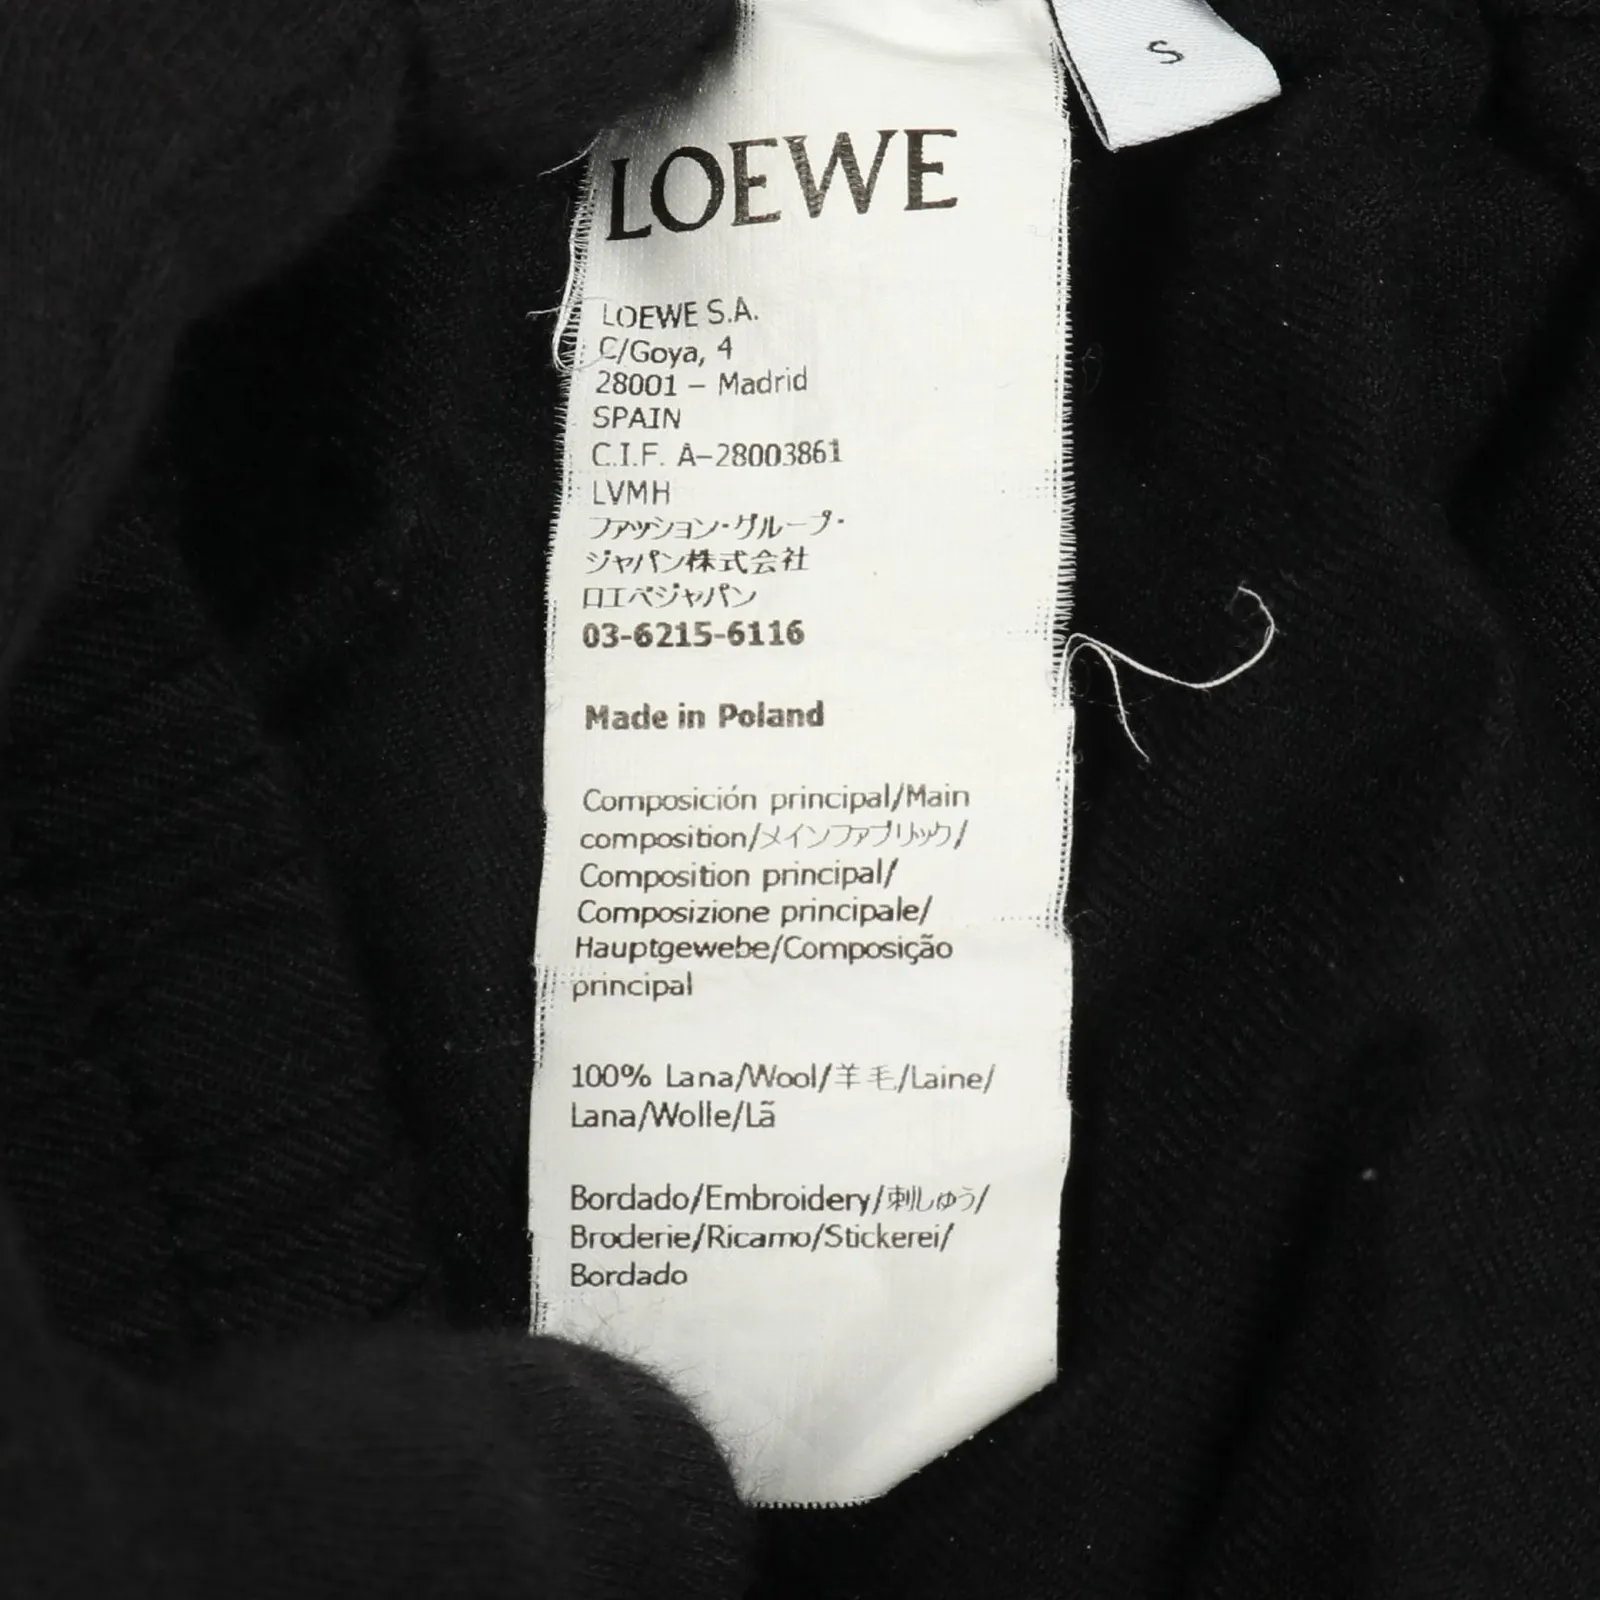 S
LOEWE
LOEWE S.A.
C/Goya, 4
28001 – Madrid
SPAIN
C.I.F. A-28003861
LVMH
ファッション・グループ・
ジャパン株式会社
ロエベジャパン
03-6215-6116
Made in Poland
Composición principal/Main
composition/メインファブリック/
Composition principal/
Composizione principale/
Hauptgewebe/Composição
principal
100% Lana/Wool/羊毛/Laine/
Lana/Wolle/Lã
Bordado/Embroidery/刺しゅう/
Broderie/Ricamo/Stickerei/
Bordado